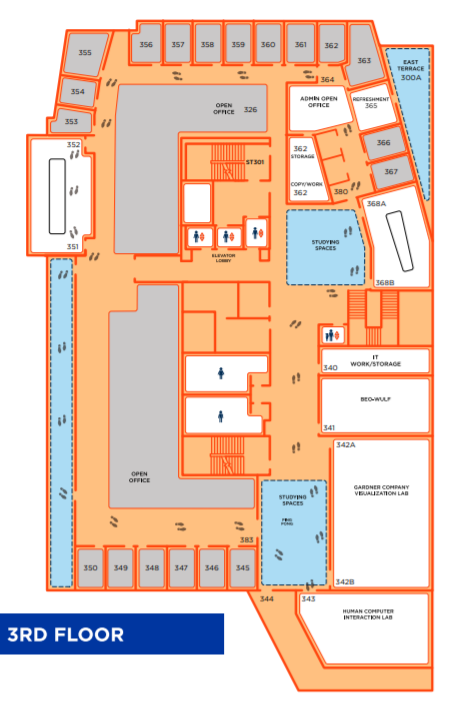 355
356
357
358
359
360
361
362
363
EAST
TERRACE
300A
354
364
353
OPEN
OFFICE
326
ADMIN OPEN
OFFICE
REFRESHMENT
365
352
362
STORAGE
366
ST301
367
COPY/WORK
362
380
368A
351
STUDYING
SPACES
ELEVATOR
LOBBY
368B
340
IT
WORK/STORAGE
BEO-WULF
341
342A
OPEN
OFFICE
GARDNER COMPANY
VISUALIZATION LAB
STUDYING
SPACES
PING
PONG
383
350
349
348
347
346
345
342B
344
343
HUMAN COMPUTER
INTERACTION LAB
3RD FLOOR